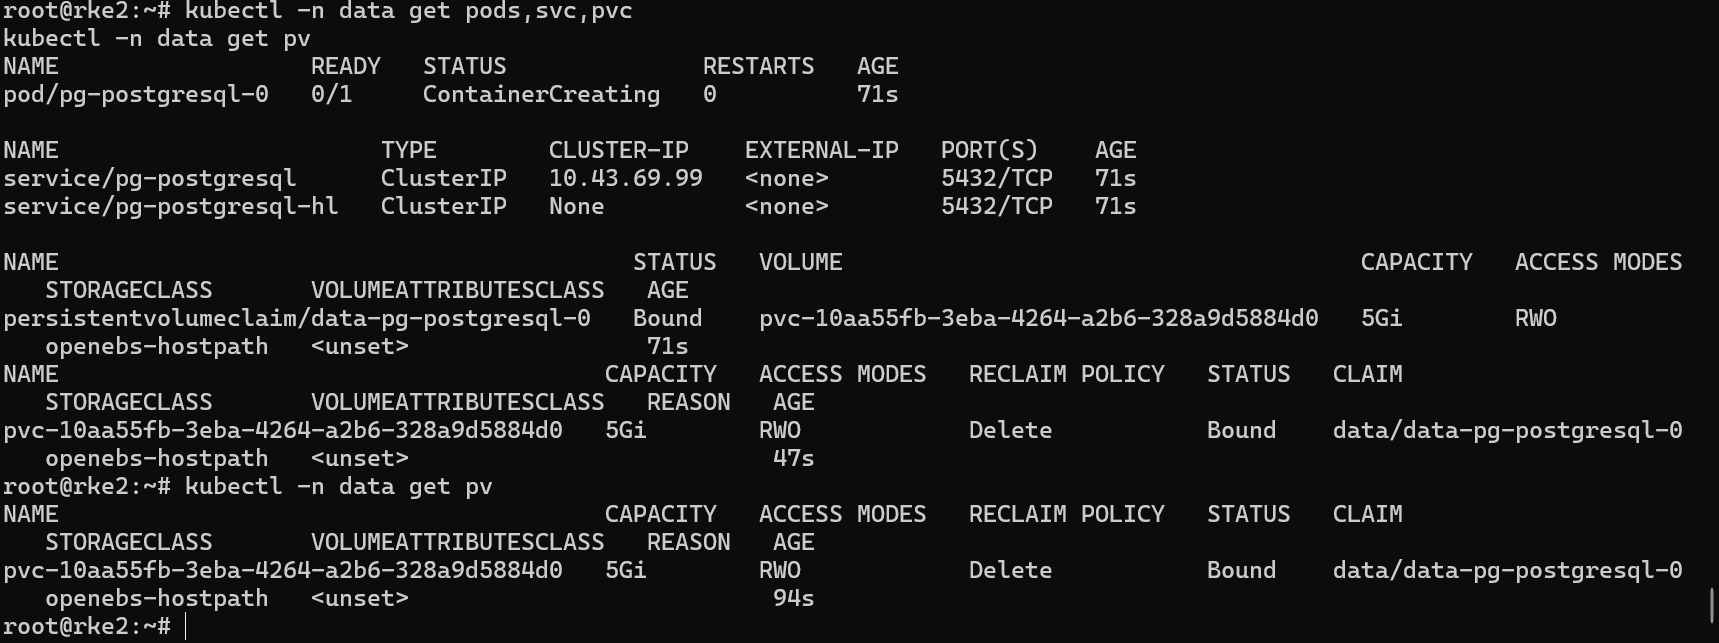 root@rke2:~# kubectl -n data get pods,svc,pvc
kubectl -n data get pv
NAME                  READY   STATUS              RESTARTS   AGE
pod/pg-postgresql-0   0/1     ContainerCreating   0          71s

NAME                       TYPE        CLUSTER-IP    EXTERNAL-IP   PORT(S)    AGE
service/pg-postgresql      ClusterIP   10.43.69.99   <none>        5432/TCP   71s
service/pg-postgresql-hl   ClusterIP   None          <none>        5432/TCP   71s

NAME                                         STATUS   VOLUME                                     CAPACITY   ACCESS MODES
   STORAGECLASS       VOLUMEATTRIBUTESCLASS   AGE
persistentvolumeclaim/data-pg-postgresql-0   Bound    pvc-10aa55fb-3eba-4264-a2b6-328a9d5884d0   5Gi        RWO
   openebs-hostpath   <unset>                 71s
NAME                                       CAPACITY   ACCESS MODES   RECLAIM POLICY   STATUS   CLAIM
   STORAGECLASS       VOLUMEATTRIBUTESCLASS   REASON   AGE
pvc-10aa55fb-3eba-4264-a2b6-328a9d5884d0   5Gi        RWO            Delete           Bound    data/data-pg-postgresql-0
   openebs-hostpath   <unset>                          47s
root@rke2:~# kubectl -n data get pv
NAME                                       CAPACITY   ACCESS MODES   RECLAIM POLICY   STATUS   CLAIM
   STORAGECLASS       VOLUMEATTRIBUTESCLASS   REASON   AGE
pvc-10aa55fb-3eba-4264-a2b6-328a9d5884d0   5Gi        RWO            Delete           Bound    data/data-pg-postgresql-0
   openebs-hostpath   <unset>                          94s
root@rke2:~#